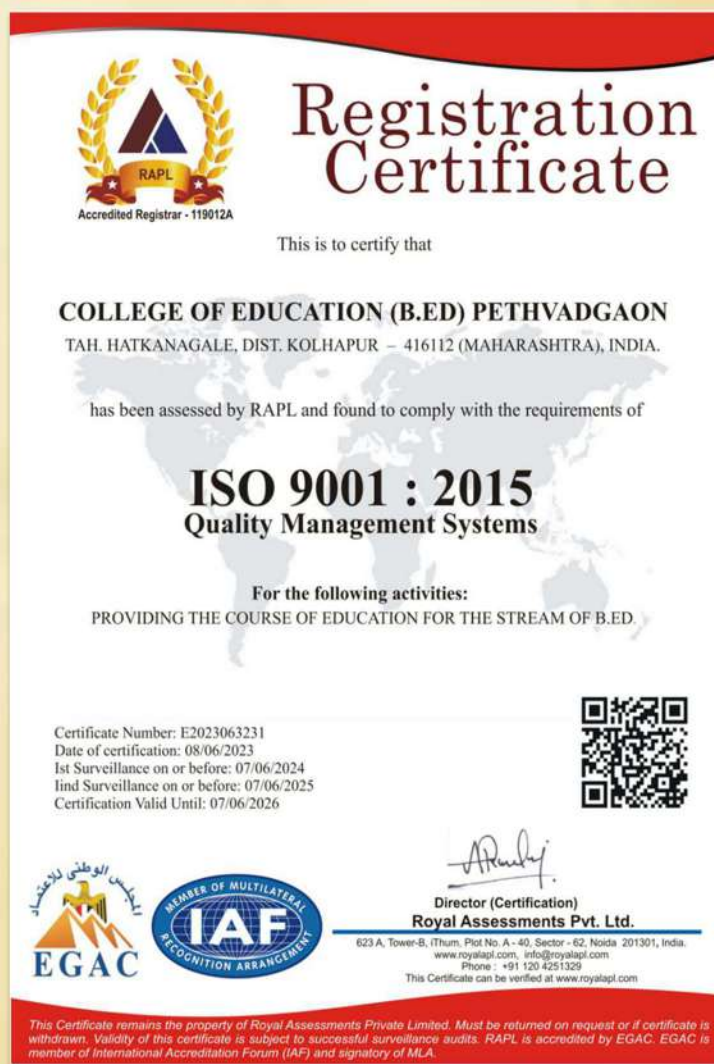 RAPL
Accredited Registrar - 119012A
Registration
Certificate
This is to certify that
COLLEGE OF EDUCATION (B.ED) PETHVADGAON
TAH. HATKANAGALE, DIST. KOLHAPUR – 416112 (MAHARASHTRA), INDIA.
has been assessed by RAPL and found to comply with the requirements of
ISO 9001 : 2015
Quality Management Systems
For the following activities:
PROVIDING THE COURSE OF EDUCATION FOR THE STREAM OF B.ED.
Certificate Number: E2023063231
Date of certification: 08/06/2023
Ist Surveillance on or before: 07/06/2024
Iind Surveillance on or before: 07/06/2025
Certification Valid Until: 07/06/2026
المجلس الوطني للاعتماد
EGAC
MEMBER OF MULTILATERAL
IAF
RECOGNITION ARRANGEMENT
Director (Certification)
Royal Assessments Pvt. Ltd.
623 A, Tower-B, iThum, Plot No. A - 40, Sector - 62, Noida 201301, India.
www.royalapl.com, info@royalapl.com
Phone : +91 120 4251329
This Certificate can be verified at www.royalapl.com
This Certificate remains the property of Royal Assessments Private Limited. Must be returned on request or if certificate is
withdrawn. Validity of this certificate is subject to successful surveillance audits. RAPL is accredited by EGAC. EGAC is
member of International Accreditation Forum (IAF) and signatory of MLA.